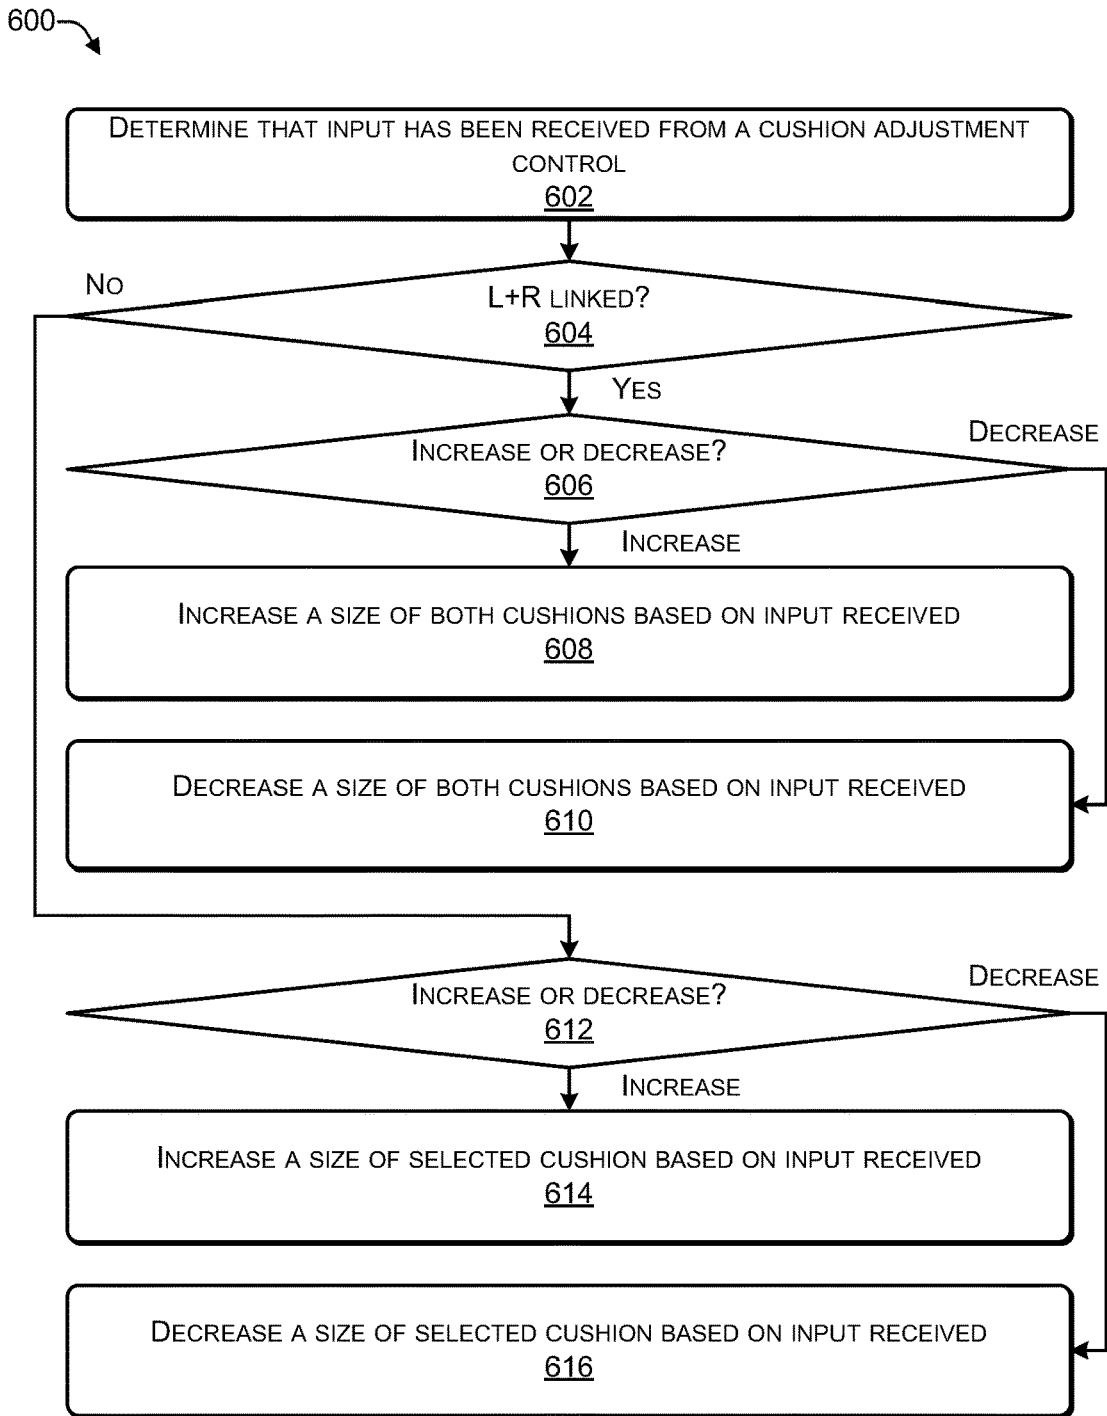 600
DETERMINE THAT INPUT HAS BEEN RECEIVED FROM A CUSHION ADJUSTMENT
CONTROL
602
NO
L+R LINKED?
604
YES
DECREASE
INCREASE OR DECREASE?
606
INCREASE
INCREASE A SIZE OF BOTH CUSHIONS BASED ON INPUT RECEIVED
608
DECREASE A SIZE OF BOTH CUSHIONS BASED ON INPUT RECEIVED
610
DECREASE
INCREASE OR DECREASE?
612
INCREASE
INCREASE A SIZE OF SELECTED CUSHION BASED ON INPUT RECEIVED
614
DECREASE A SIZE OF SELECTED CUSHION BASED ON INPUT RECEIVED
616